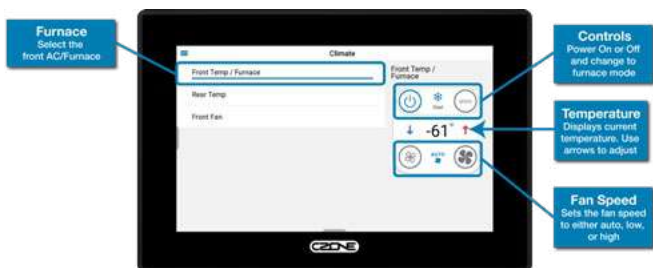 Furnace
Select the
front AC/Furnace
Climate
Front Temp / Furnace
Rear Temp
Front Fan
Front Temp /
Furnace
Cool
-61°
AUTO
CZONE
Controls
Power On or Off
and change to
furnace mode
Temperature
Displays current
temperature. Use
arrows to adjust
Fan Speed
Sets the fan speed
to either auto, low,
or high